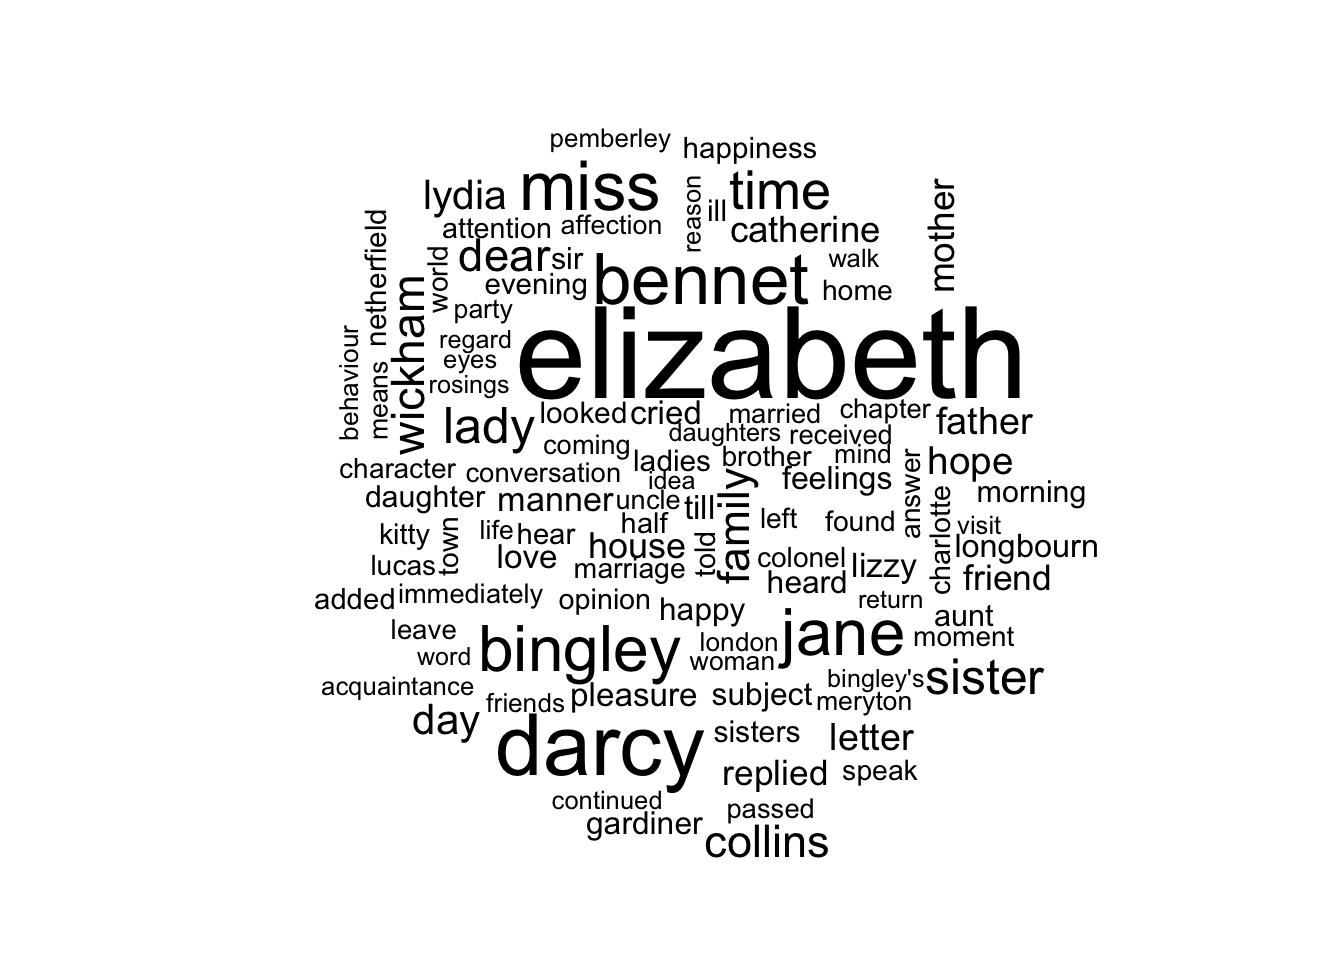 pemberley
happiness
lydia
miss
reason
ill
time
mother
attention
affection
catherine
netherfield
world
dear
sir
walk
evening
bennet
home
wickham
party
behaviour
means
regard
elizabeth
eyes
rosings
lady
looked
cried
married
chapter
father
coming
daughters
received
character
conversation
ladies
brother
mind
hope
idea
feelings
answer
daughter
manner
uncle
till
family
morning
kitty
town
life
hear
half
left
found
charlotte
visit
lucas
love
house
told
colonel
lizzy
longbourn
marriage
heard
friend
added
immediately
opinion
happy
return
aunt
leave
bingley
london
jane
moment
word
woman
acquaintance
friends
pleasure
subject
bingley's
sister
meryton
day
darcy
sisters
letter
replied
speak
continued
passed
gardiner
collins